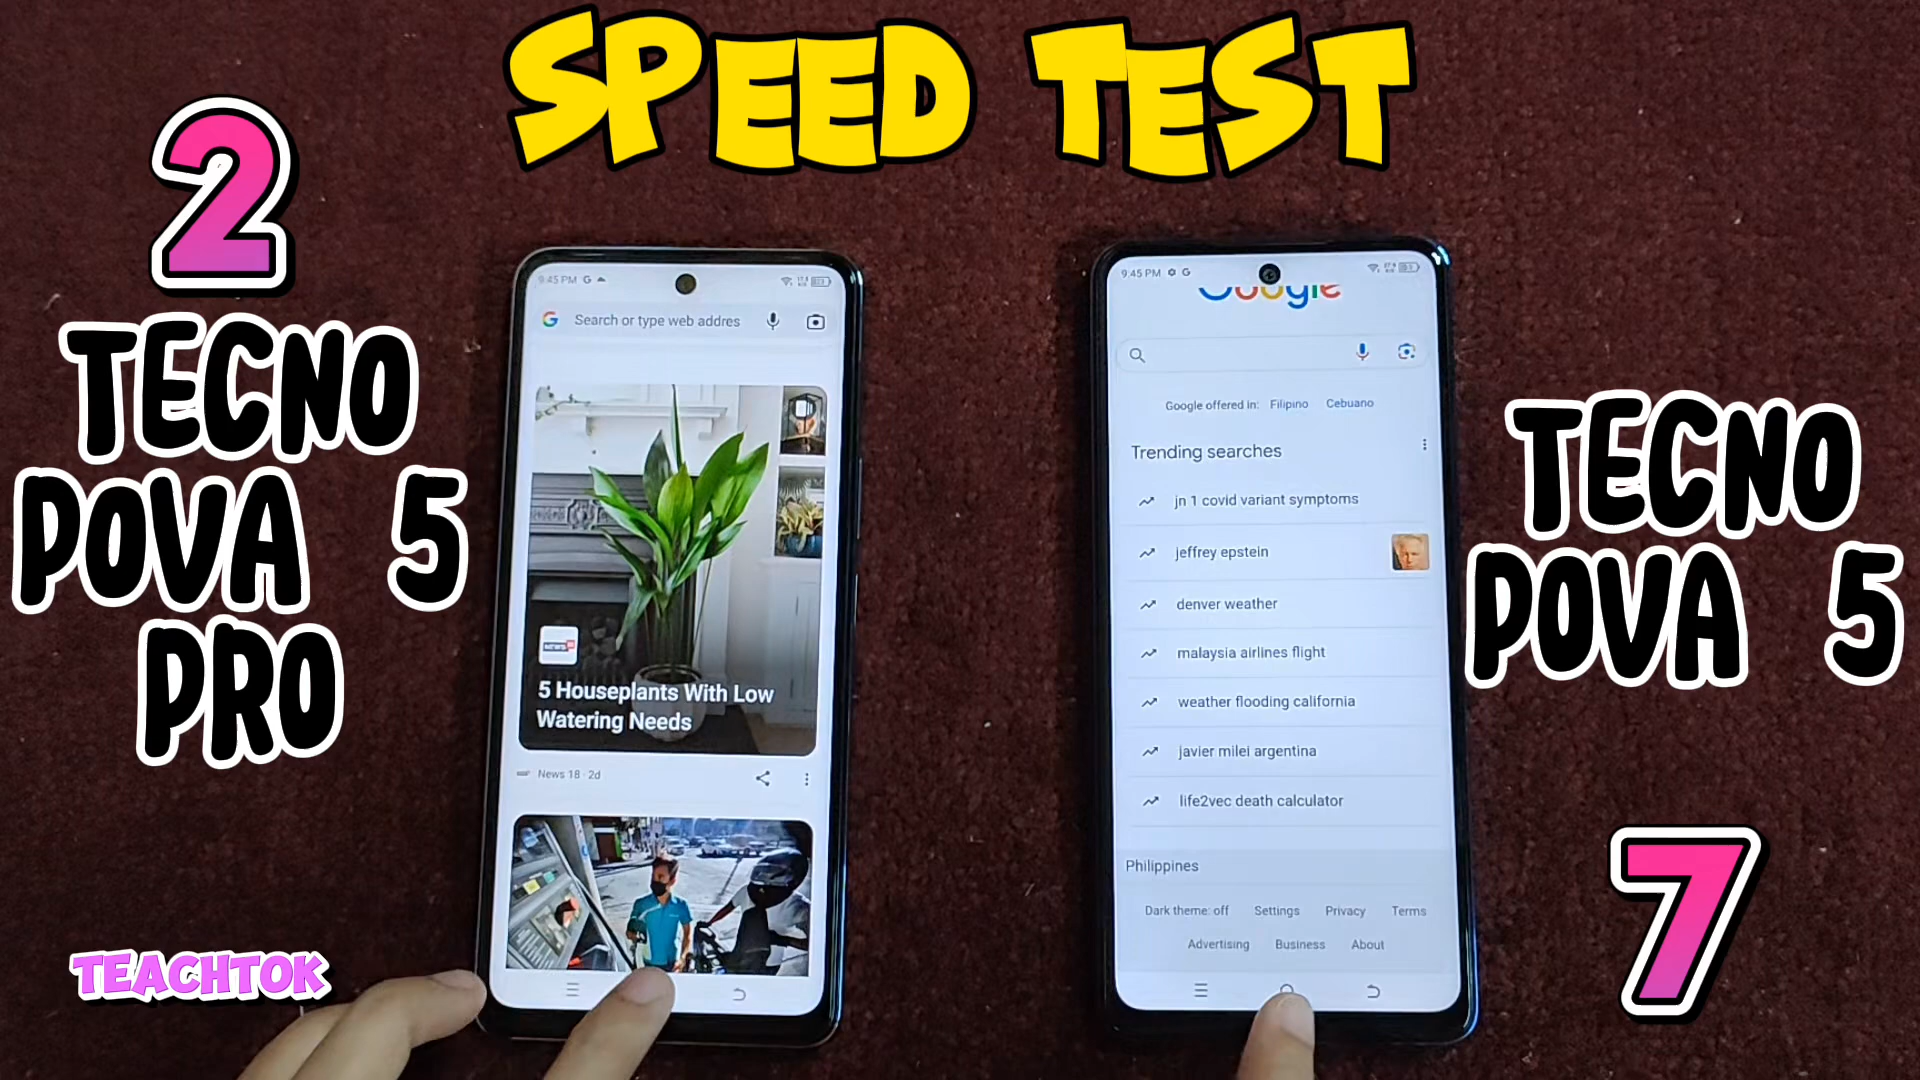 SPEED TEST
2
TECNO
POVA 5
PRO
TEACHTOK
9:45 PM
Search or type web addres
NEWS
5 Houseplants With Low
Watering Needs
News 18 · 2d
9:45 PM
Google
Google offered in: Filipino Cebuano
Trending searches
jn 1 covid variant symptoms
jeffrey epstein
denver weather
malaysia airlines flight
weather flooding california
javier milei argentina
life2vec death calculator
Philippines
Dark theme: off Settings Privacy Terms
Advertising Business About
TECNO
POVA 5
7